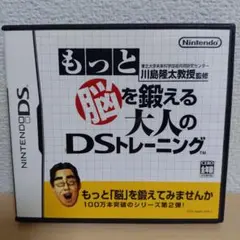 Nintendo
東北大学未来科学技術共同研究センター
川島隆太教授 監修
もっと
脳を鍛える
大人の
DSトレーニング
TM
NINTENDO DS
もっと「脳」を鍛えてみませんか
100万本突破のシリーズ第2弾!